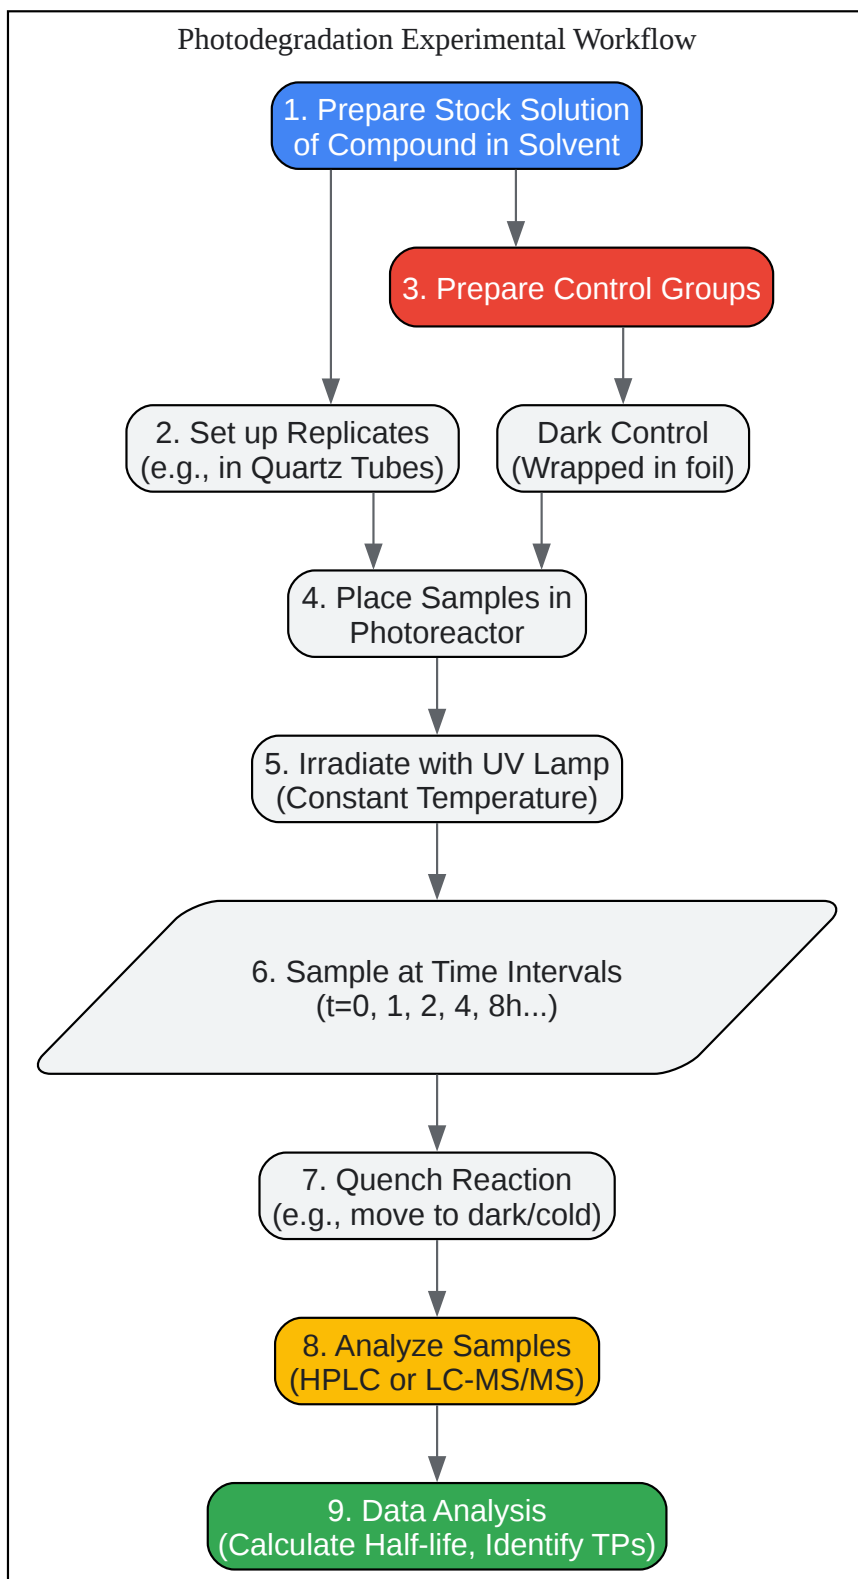 Photodegradation Experimental Workflow
1. Prepare Stock Solution
of Compound in Solvent
3. Prepare Control Groups
2. Set up Replicates
(e.g., in Quartz Tubes)
Dark Control
(Wrapped in foil)
4. Place Samples in
Photoreactor
5. Irradiate with UV Lamp
(Constant Temperature)
6. Sample at Time Intervals
(t=0, 1, 2, 4, 8h...)
7. Quench Reaction
(e.g., move to dark/cold)
8. Analyze Samples
(HPLC or LC-MS/MS)
9. Data Analysis
(Calculate Half-life, Identify TPs)